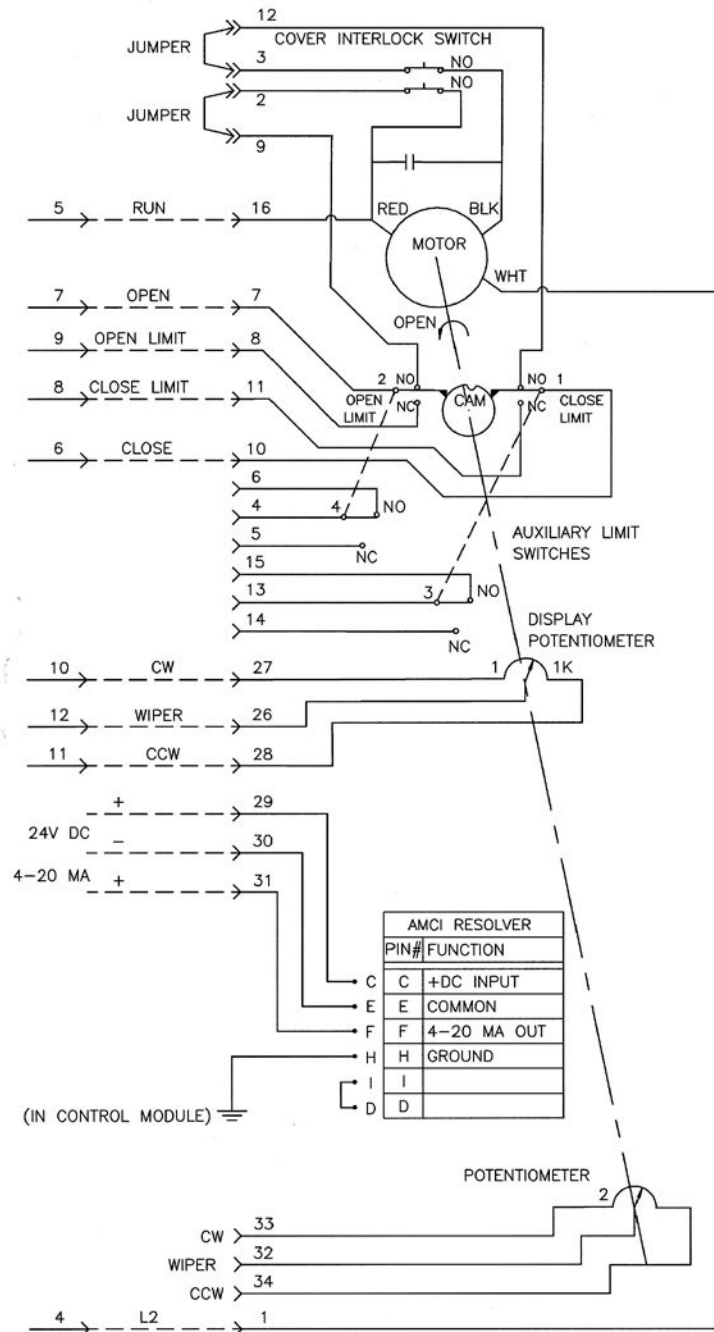 12
COVER INTERLOCK SWITCH
JUMPER
3
NO
NO
2
JUMPER
9
5 RUN 16
RED
BLK
MOTOR
WHT
7 OPEN 7
OPEN
9 OPEN LIMIT 8
2 NO
NO 1
8 CLOSE LIMIT 11
OPEN
LIMIT
NC
CAM
NC
CLOSE
LIMIT
6 CLOSE 10
6
4
4
NO
5
NC
AUXILIARY LIMIT
SWITCHES
15
13
3
NO
14
NC
DISPLAY
POTENTIOMETER
10 CW 27
1
1K
12 WIPER 26
11 CCW 28
+ 29
24V DC
- 30
4-20 MA + 31
AMCI RESOLVER
PIN# FUNCTION
C C +DC INPUT
E E COMMON
F F 4-20 MA OUT
H H GROUND
I I
D D
(IN CONTROL MODULE)
POTENTIOMETER
2
CW 33
WIPER 32
CCW 34
4 L2 1